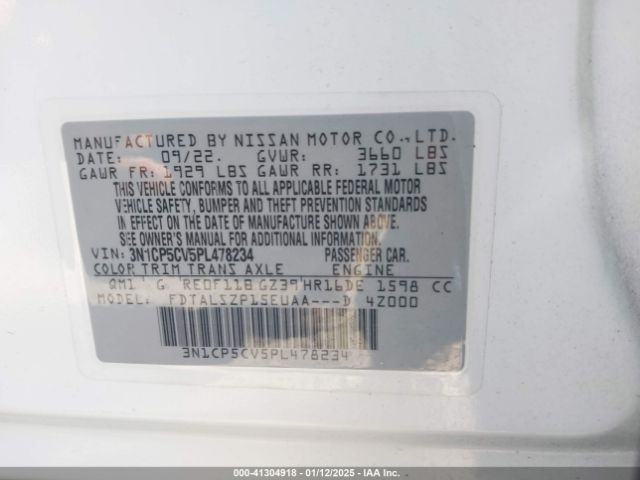 MANUFACTURED BY NISSAN MOTOR CO.,LTD.
DATE: 09/22. GVWR: 3660 LBS
GAWR FR: 1929 LBS GAWR RR: 1731 LBS
THIS VEHICLE CONFORMS TO ALL APPLICABLE FEDERAL MOTOR
VEHICLE SAFETY, BUMPER AND THEFT PREVENTION STANDARDS
IN EFFECT ON THE DATE OF MANUFACTURE SHOWN ABOVE.
SEE OWNER'S MANUAL FOR ADDITIONAL INFORMATION.
VIN: 3N1CP5CV5PL478234 PASSENGER CAR.
COLOR TRIM TRANS AXLE ENGINE
QM1 G RE0F11B GZ39 HR16DE 1598 CC
MODEL: FDTALSZP15EUAA---D 4Z000
3N1CP5CV5PL478234
000-41304918 - 01/12/2025 - IAAI.COM